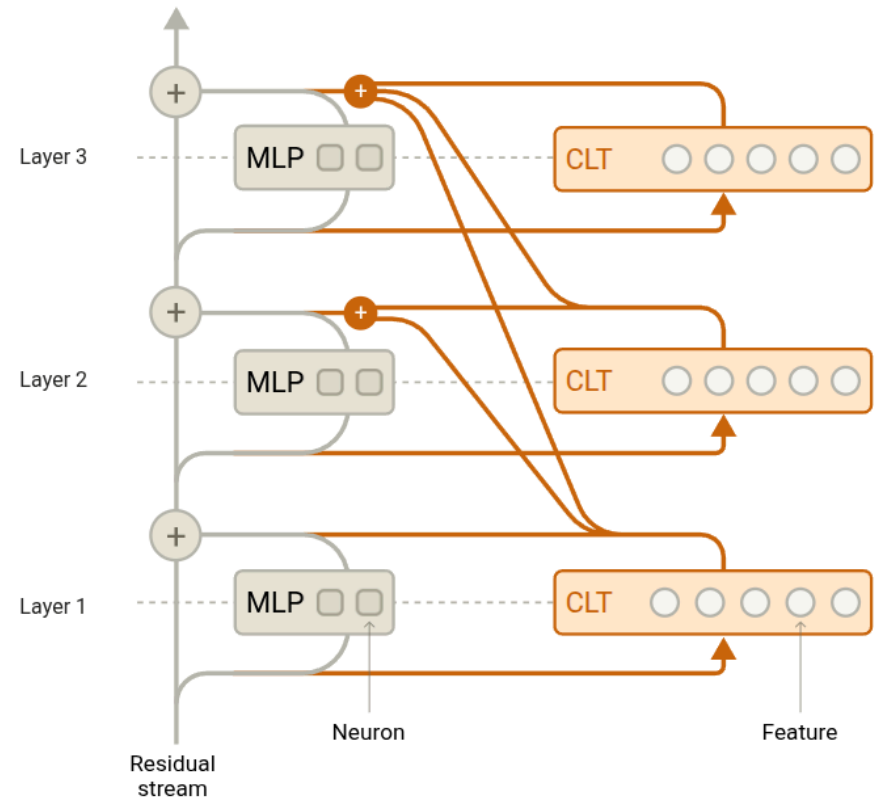 +
+
Layer 3
MLP
CLT
+
+
Layer 2
MLP
CLT
+
Layer 1
MLP
CLT
Neuron
Feature
Residual
stream